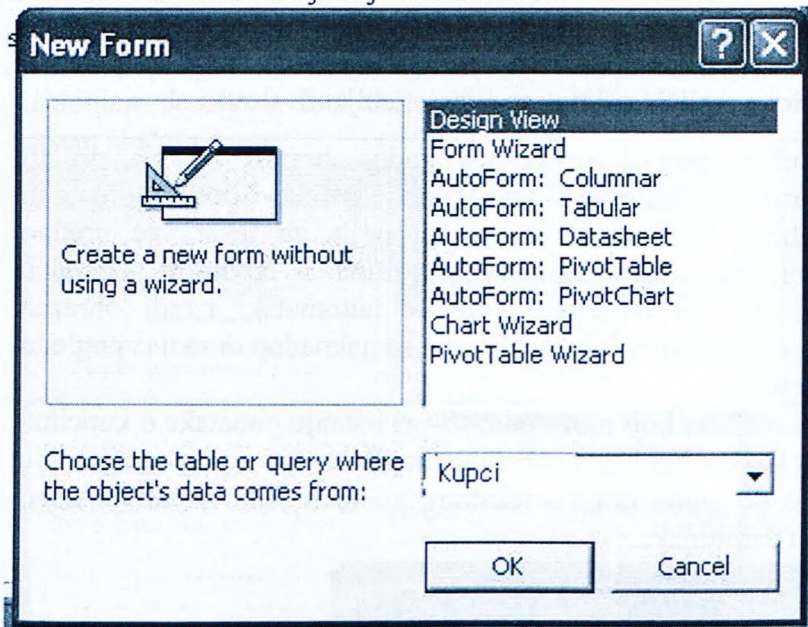 New Form
Design View
Form Wizard
AutoForm: Columnar
AutoForm: Tabular
AutoForm: Datasheet
AutoForm: PivotTable
AutoForm: PivotChart
Chart Wizard
PivotTable Wizard
Create a new form without
using a wizard.
Choose the table or query where
the object's data comes from:
Kupci
OK
Cancel